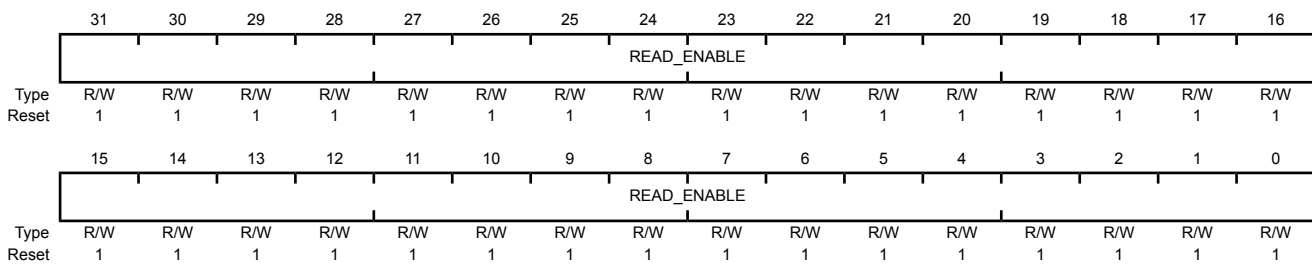 31 30 29 28 27 26 25 24 23 22 21 20 19 18 17 16
READ_ENABLE
Type R/W R/W R/W R/W R/W R/W R/W R/W R/W R/W R/W R/W R/W R/W R/W R/W
Reset 1 1 1 1 1 1 1 1 1 1 1 1 1 1 1 1
15 14 13 12 11 10 9 8 7 6 5 4 3 2 1 0
READ_ENABLE
Type R/W R/W R/W R/W R/W R/W R/W R/W R/W R/W R/W R/W R/W R/W R/W R/W
Reset 1 1 1 1 1 1 1 1 1 1 1 1 1 1 1 1